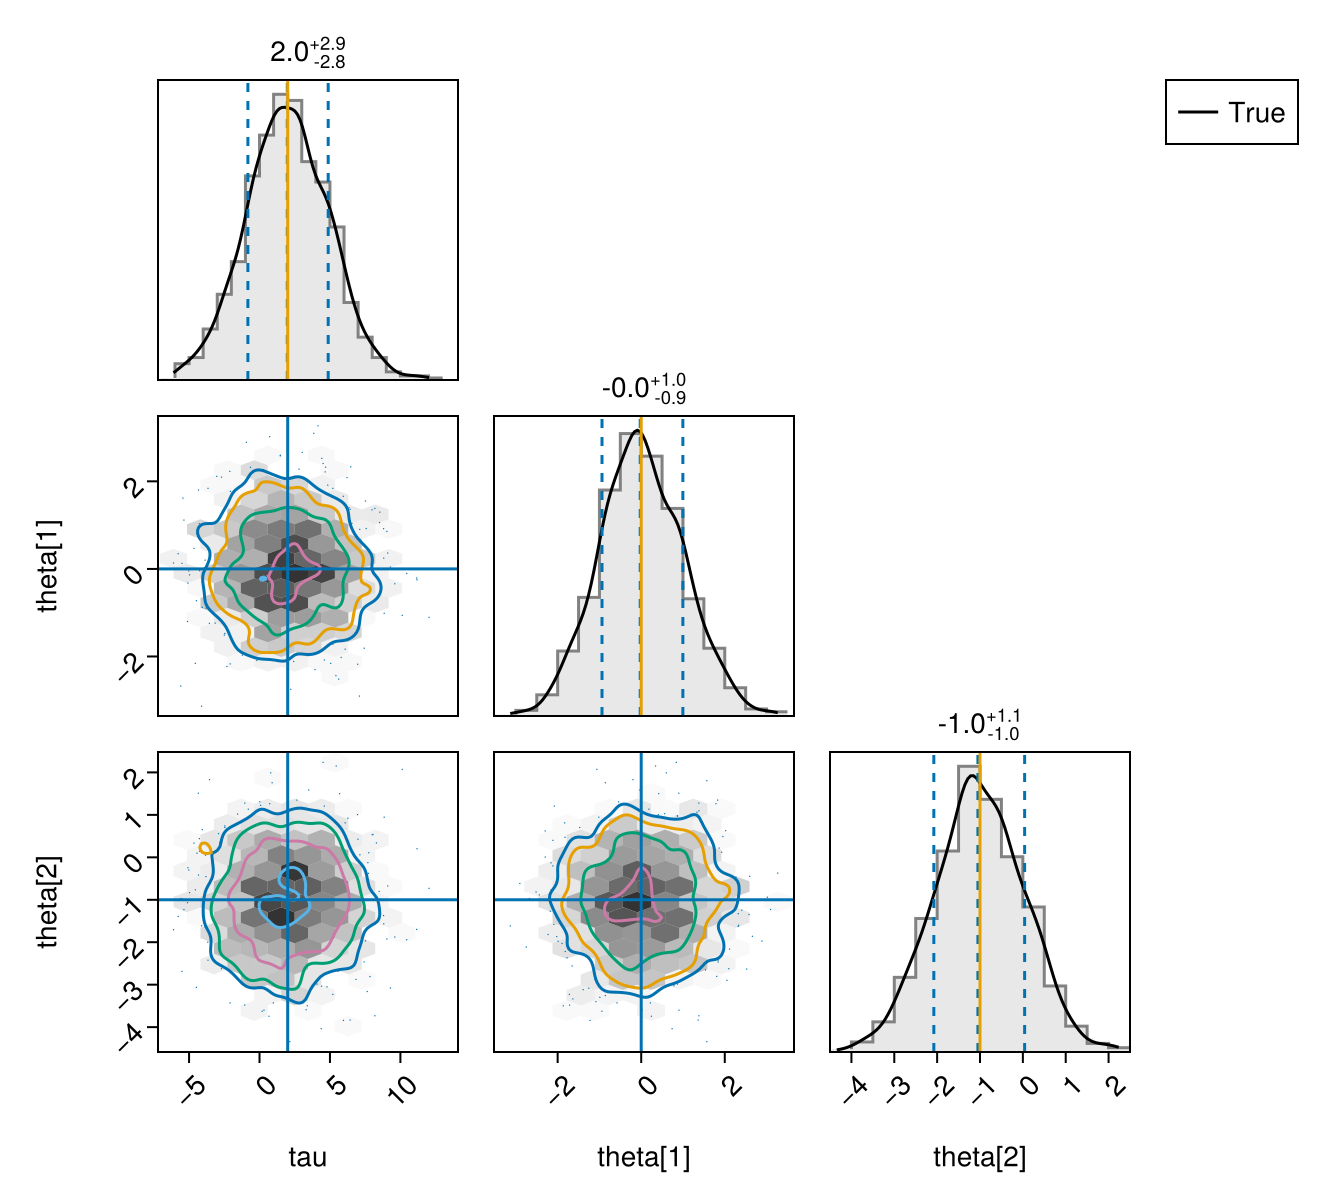 2.0+2.9-2.8
True
-0.0+1.0-0.9
2
0
−2
theta[1]
-1.0+1.1-1.0
2
1
0
−1
−2
−3
−4
theta[2]
−5 0 5 10
−2 0 2
−4 −3 −2 −1 0 1 2
tau
theta[1]
theta[2]